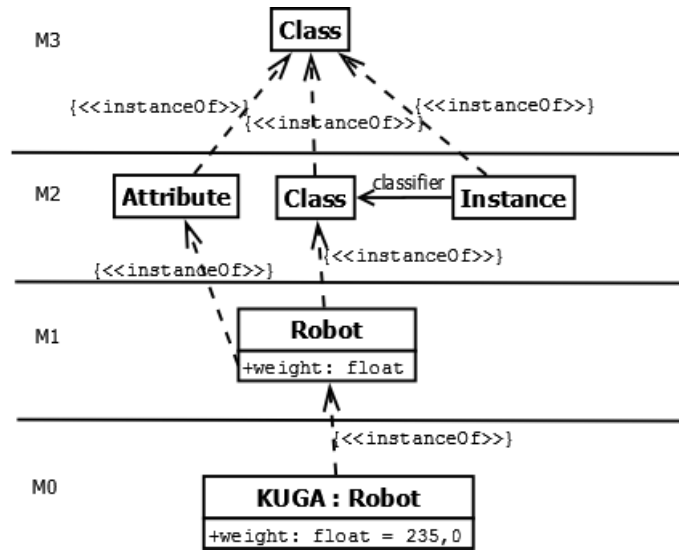 M3
Class
{<<instanceOf>>}
{<<instanceOf>>}
{<<instanceOf>>}
M2
Attribute
Class
classifier
Instance
{<<instanceOf>>}
{<<instanceOf>>}
M1
Robot
+weight: float
{<<instanceOf>>}
M0
KUGA : Robot
+weight: float = 235,0